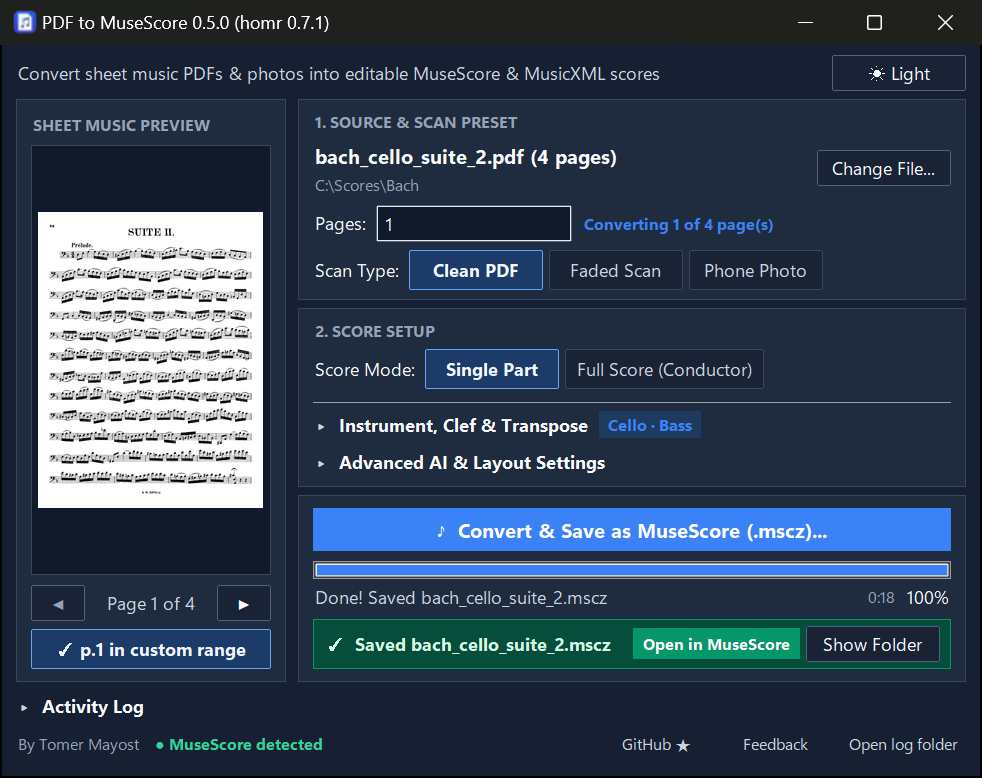 PDF to MuseScore 0.5.0 (homr 0.7.1)
Convert sheet music PDFs & photos into editable MuseScore & MusicXML scores
☀ Light
SHEET MUSIC PREVIEW
SUITE II.
Prélude.
◀ Page 1 of 4 ▶
✓ p.1 in custom range
1. SOURCE & SCAN PRESET
bach_cello_suite_2.pdf (4 pages)
C:\Scores\Bach
Change File...
Pages: 1 Converting 1 of 4 page(s)
Scan Type: Clean PDF Faded Scan Phone Photo
2. SCORE SETUP
Score Mode: Single Part Full Score (Conductor)
▸ Instrument, Clef & Transpose Cello · Bass
▸ Advanced AI & Layout Settings
♪ Convert & Save as MuseScore (.mscz)...
Done! Saved bach_cello_suite_2.mscz 0:18 100%
✓ Saved bach_cello_suite_2.mscz Open in MuseScore Show Folder
▸ Activity Log
By Tomer Mayost ● MuseScore detected GitHub ★ Feedback Open log folder